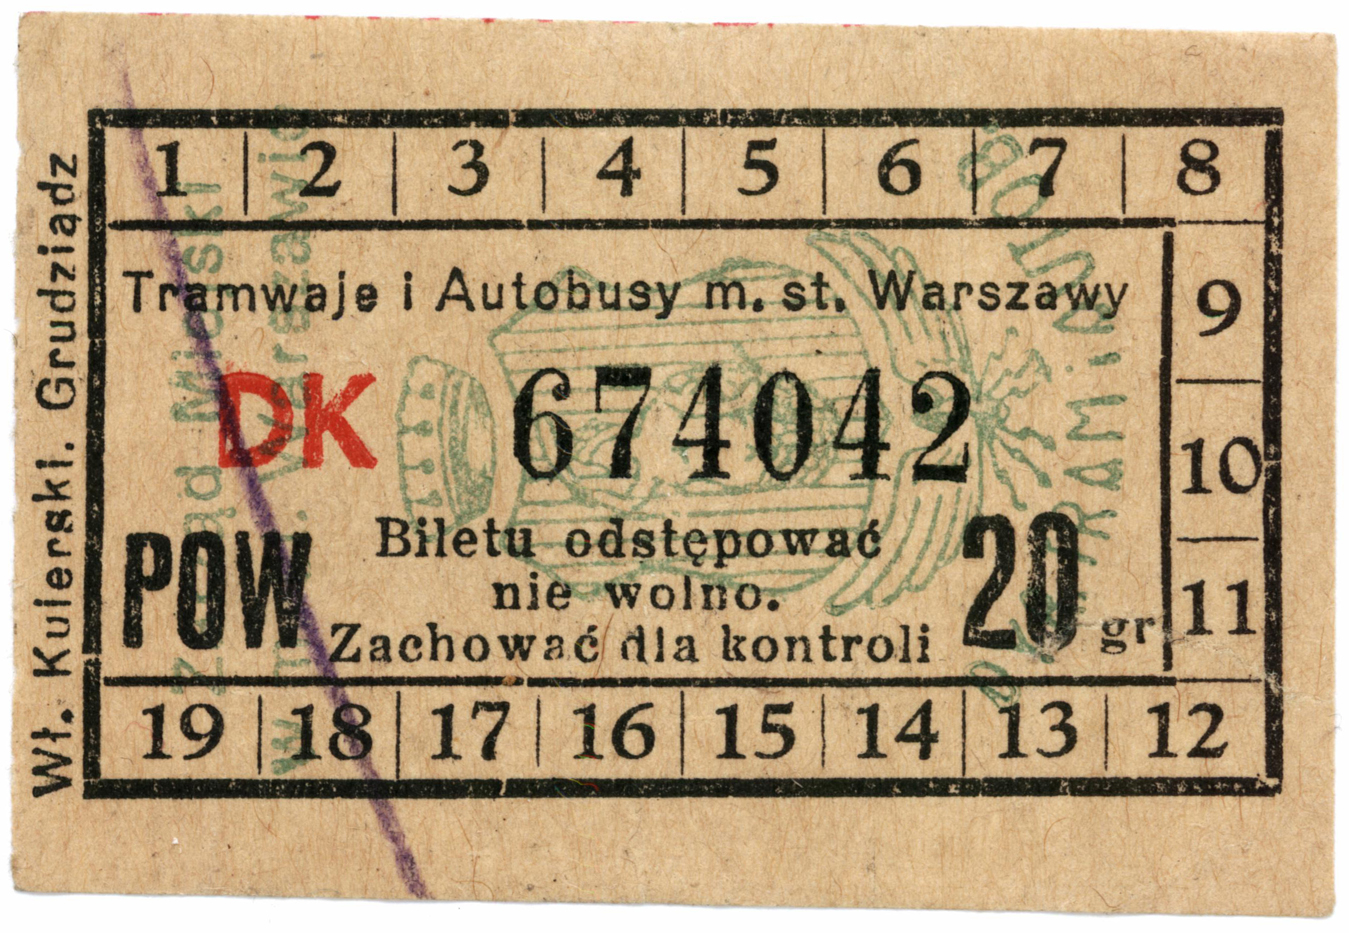 1 2 3 4 5 6 7 8
Tramwaje i Autobusy m. st. Warszawy
9
DK 674042
10
POW
Biletu odstępować
nie wolno.
Zachować dla kontroli
20 gr
11
19 18 17 16 15 14 13 12
Wł. Kulerski. Grudziądz